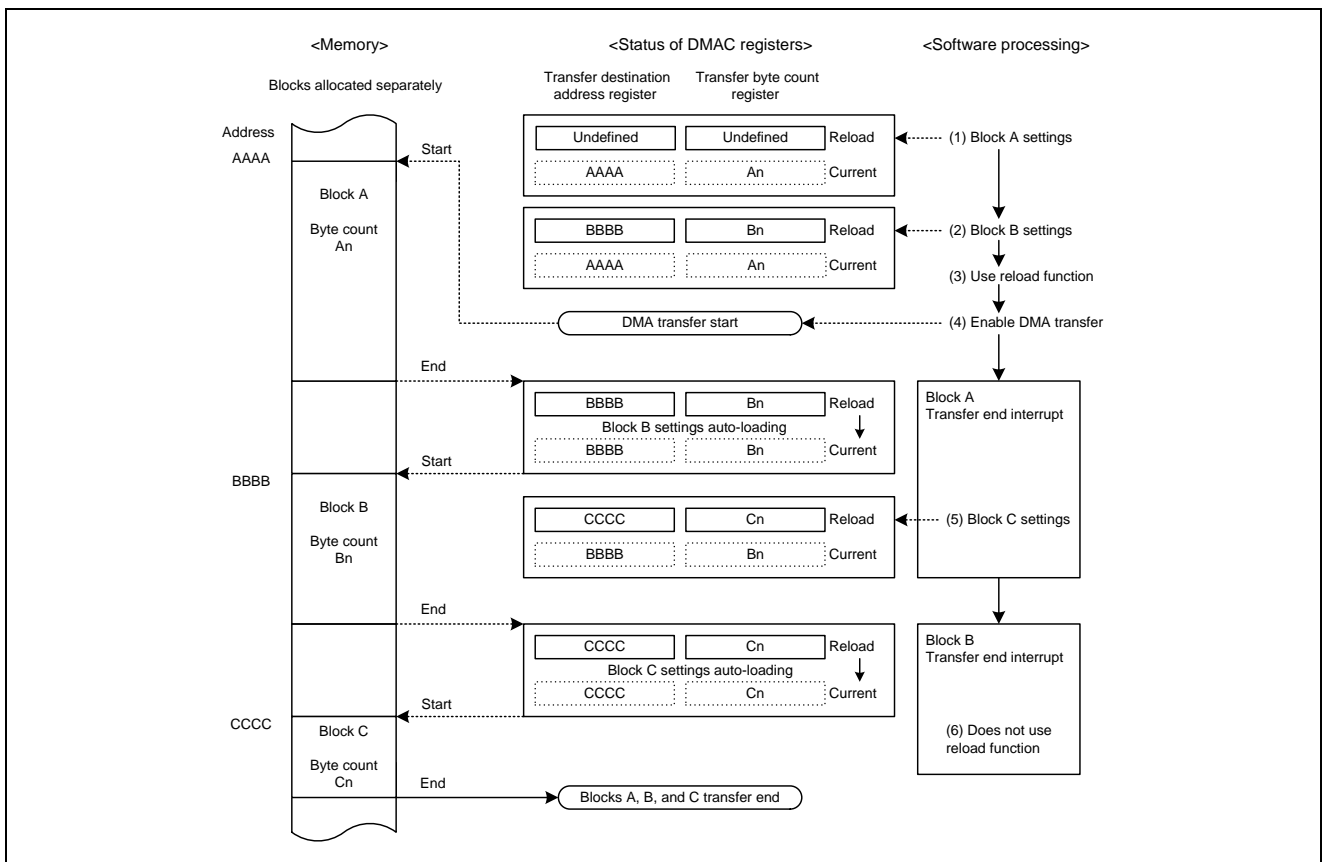 <Memory>
<Status of DMAC registers>
<Software processing>
Blocks allocated separately
Transfer destination
address register
Transfer byte count
register
Address
AAAA
Start
Undefined
Undefined
Reload
(1) Block A settings
AAAA
An
Current
Block A
Byte count
An
BBBB
Bn
Reload
(2) Block B settings
AAAA
An
Current
(3) Use reload function
DMA transfer start
(4) Enable DMA transfer
End
BBBB
Bn
Reload
Block B settings auto-loading
BBBB
Bn
Current
Block A
Transfer end interrupt
Start
BBBB
Block B
Byte count
Bn
CCCC
Cn
Reload
(5) Block C settings
BBBB
Bn
Current
End
CCCC
Cn
Reload
Block C settings auto-loading
CCCC
Cn
Current
Block B
Transfer end interrupt
(6) Does not use
reload function
Start
CCCC
Block C
Byte count
Cn
End
Blocks A, B, and C transfer end